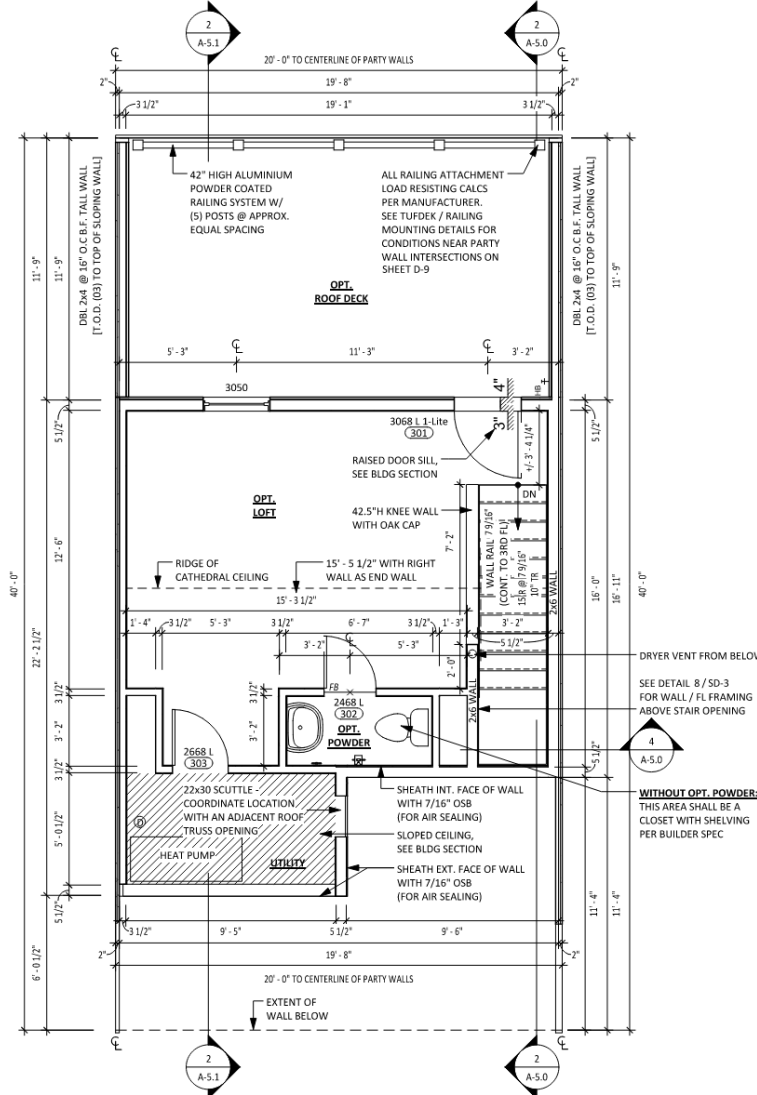 2
A-5.1
2
A-5.0
20' - 0" TO CENTERLINE OF PARTY WALLS
2"
19' - 8"
2"
3 1/2"
19' - 1"
3 1/2"
42" HIGH ALUMINIUM
POWDER COATED
RAILING SYSTEM W/
(5) POSTS @ APPROX.
EQUAL SPACING
ALL RAILING ATTACHMENT
LOAD RESISTING CALCS
PER MANUFACTURER.
SEE TUFDEK / RAILING
MOUNTING DETAILS FOR
CONDITIONS NEAR PARTY
WALL INTERSECTIONS ON
SHEET D-9
DBL 2x4 @ 16" O.C B.F. TALL WALL
[T.O.D. (03) TO TOP OF SLOPING WALL]
DBL 2x4 @ 16" O.C B.F. TALL WALL
[T.O.D. (03) TO TOP OF SLOPING WALL]
11' - 9"
11' - 9"
11' - 9"
OPT.
ROOF DECK
5' - 3"
11' - 3"
3' - 2"
3050
4"
3"
HB
3068 L 1-Lite
301
+/- 3' - 4 1/4"
5 1/2"
5 1/2"
RAISED DOOR SILL,
SEE BLDG SECTION
DN
OPT.
LOFT
42.5"H KNEE WALL
WITH OAK CAP
7' - 2"
WALL RAIL 7 9/16"
(CONT. TO 3RD FL)
15 R @ 7 9/16"
10" TR
2x6 WALL
12' - 6"
40' - 0"
22' - 2 1/2"
16' - 0"
16' - 11"
40' - 0"
RIDGE OF
CATHEDRAL CEILING
15' - 5 1/2" WITH RIGHT
WALL AS END WALL
15' - 3 1/2"
1' - 4"
3 1/2"
5' - 3"
3 1/2"
6' - 7"
3 1/2"
1' - 3"
3' - 2"
5 1/2"
3' - 2"
5' - 3"
2' - 0"
DRYER VENT FROM BELOW
SEE DETAIL 8 / SD-3
FOR WALL / FL FRAMING
ABOVE STAIR OPENING
2x6 WALL
3 1/2"
3' - 2"
3 1/2"
3 1/2"
3' - 2"
FB
2468 L
302
OPT.
POWDER
2668 L
303
4
A-5.0
5 1/2"
WITHOUT OPT. POWDER:
THIS AREA SHALL BE A
CLOSET WITH SHELVING
PER BUILDER SPEC
22x30 SCUTTLE -
COORDINATE LOCATION
WITH AN ADJACENT ROOF
TRUSS OPENING
SHEATH INT. FACE OF WALL
WITH 7/16" OSB
(FOR AIR SEALING)
SLOPED CEILING,
SEE BLDG SECTION
D
HEAT PUMP
UTILITY
SHEATH EXT. FACE OF WALL
WITH 7/16" OSB
(FOR AIR SEALING)
5' - 0 1/2"
5 1/2"
6' - 0 1/2"
11' - 4"
11' - 4"
3 1/2"
9' - 5"
5 1/2"
9' - 6"
2"
19' - 8"
2"
20' - 0" TO CENTERLINE OF PARTY WALLS
EXTENT OF
WALL BELOW
2
A-5.1
2
A-5.0